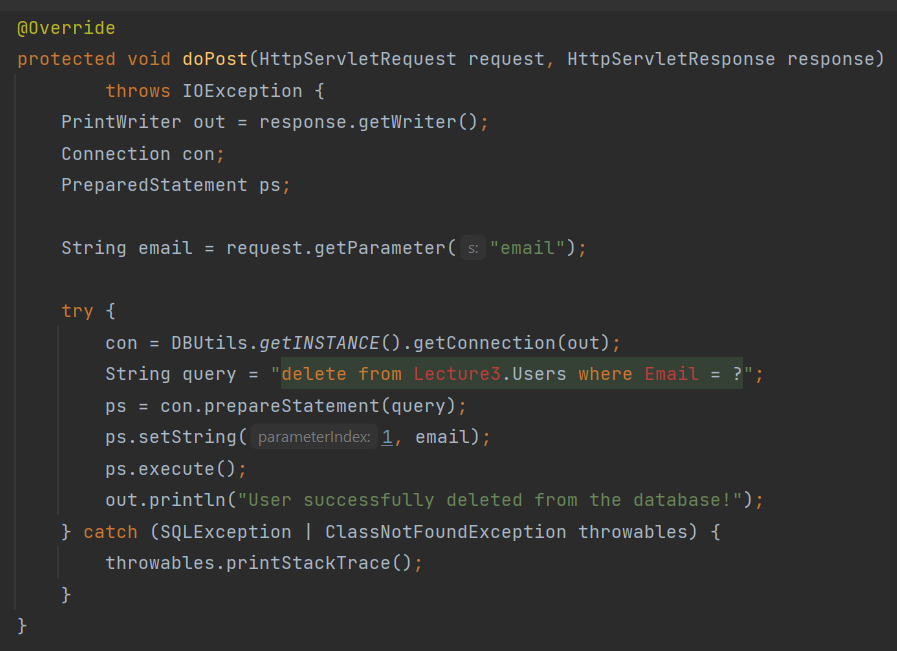 @Override
protected void doPost(HttpServletRequest request, HttpServletResponse response)
        throws IOException {
    PrintWriter out = response.getWriter();
    Connection con;
    PreparedStatement ps;

    String email = request.getParameter( s: "email");

    try {
        con = DBUtils.getINSTANCE().getConnection(out);
        String query = "delete from Lecture3.Users where Email = ?";
        ps = con.prepareStatement(query);
        ps.setString( parameterIndex: 1, email);
        ps.execute();
        out.println("User successfully deleted from the database!");
    } catch (SQLException | ClassNotFoundException throwables) {
        throwables.printStackTrace();
    }
}